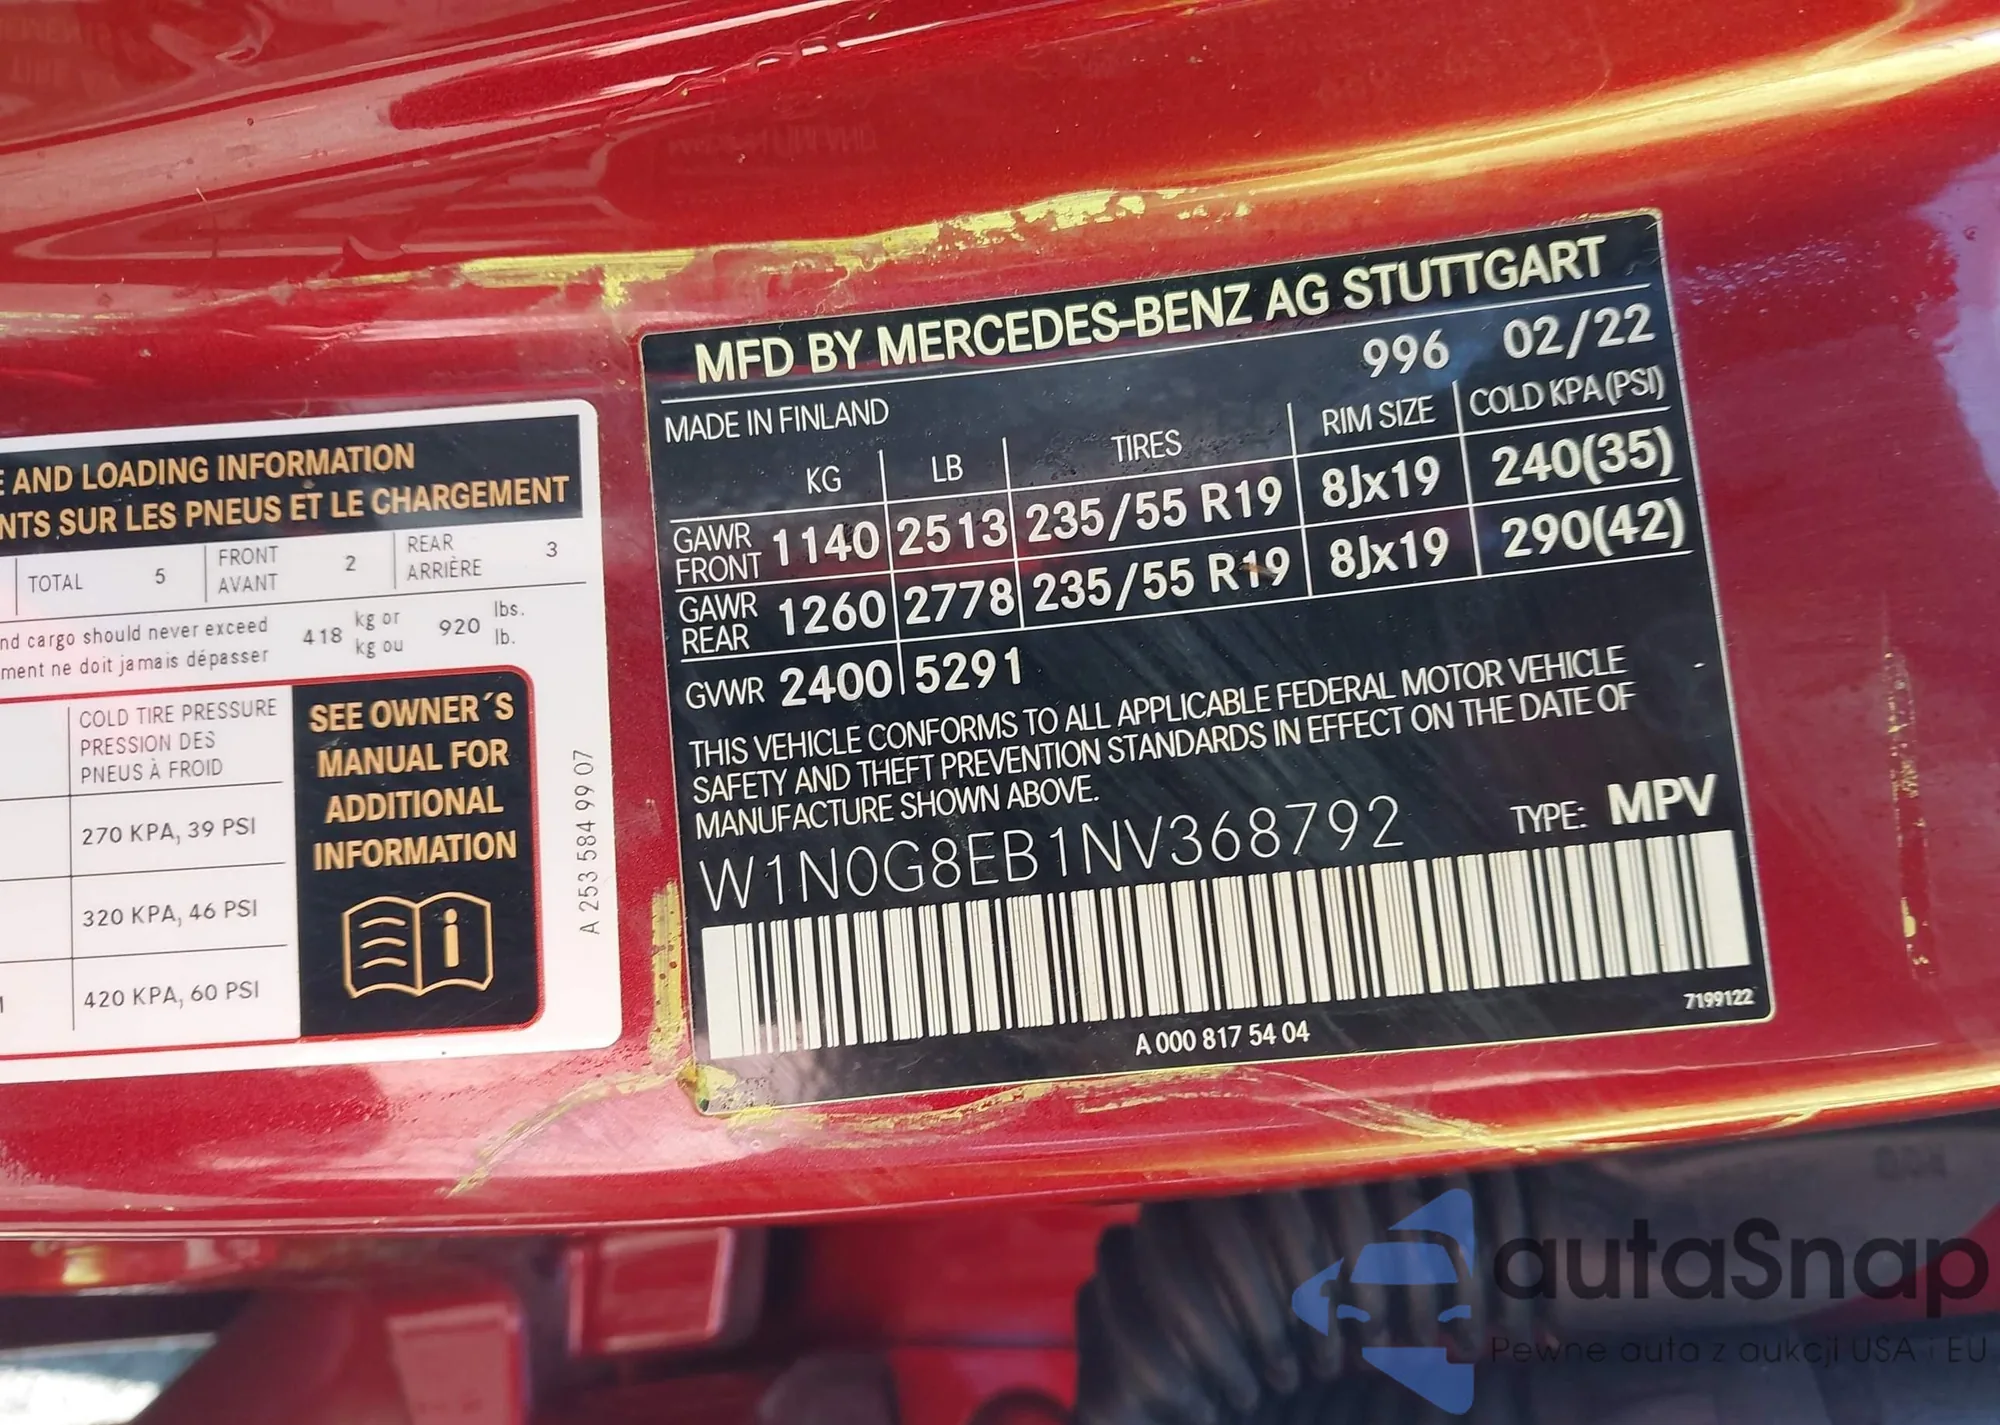 E AND LOADING INFORMATION
NTS SUR LES PNEUS ET LE CHARGEMENT
TOTAL 5 FRONT AVANT 2 REAR ARRIÈRE 3
nd cargo should never exceed 418 kg or 920 lbs.
ment ne doit jamais dépasser kg ou lb.
COLD TIRE PRESSURE
PRESSION DES
PNEUS À FROID
270 KPA, 39 PSI
320 KPA, 46 PSI
420 KPA, 60 PSI
SEE OWNER´S
MANUAL FOR
ADDITIONAL
INFORMATION
A 253 584 99 07
MFD BY MERCEDES-BENZ AG STUTTGART
996 02/22
MADE IN FINLAND
KG LB TIRES RIM SIZE COLD KPA(PSI)
GAWR FRONT 1140 2513 235/55 R19 8Jx19 240(35)
GAWR REAR 1260 2778 235/55 R19 8Jx19 290(42)
GVWR 2400 5291
THIS VEHICLE CONFORMS TO ALL APPLICABLE FEDERAL MOTOR VEHICLE
SAFETY AND THEFT PREVENTION STANDARDS IN EFFECT ON THE DATE OF
MANUFACTURE SHOWN ABOVE.
W1N0G8EB1NV368792 TYPE: MPV
7199122
A 000 817 54 04
autaSnap
Pewne auta z aukcji USA i EU